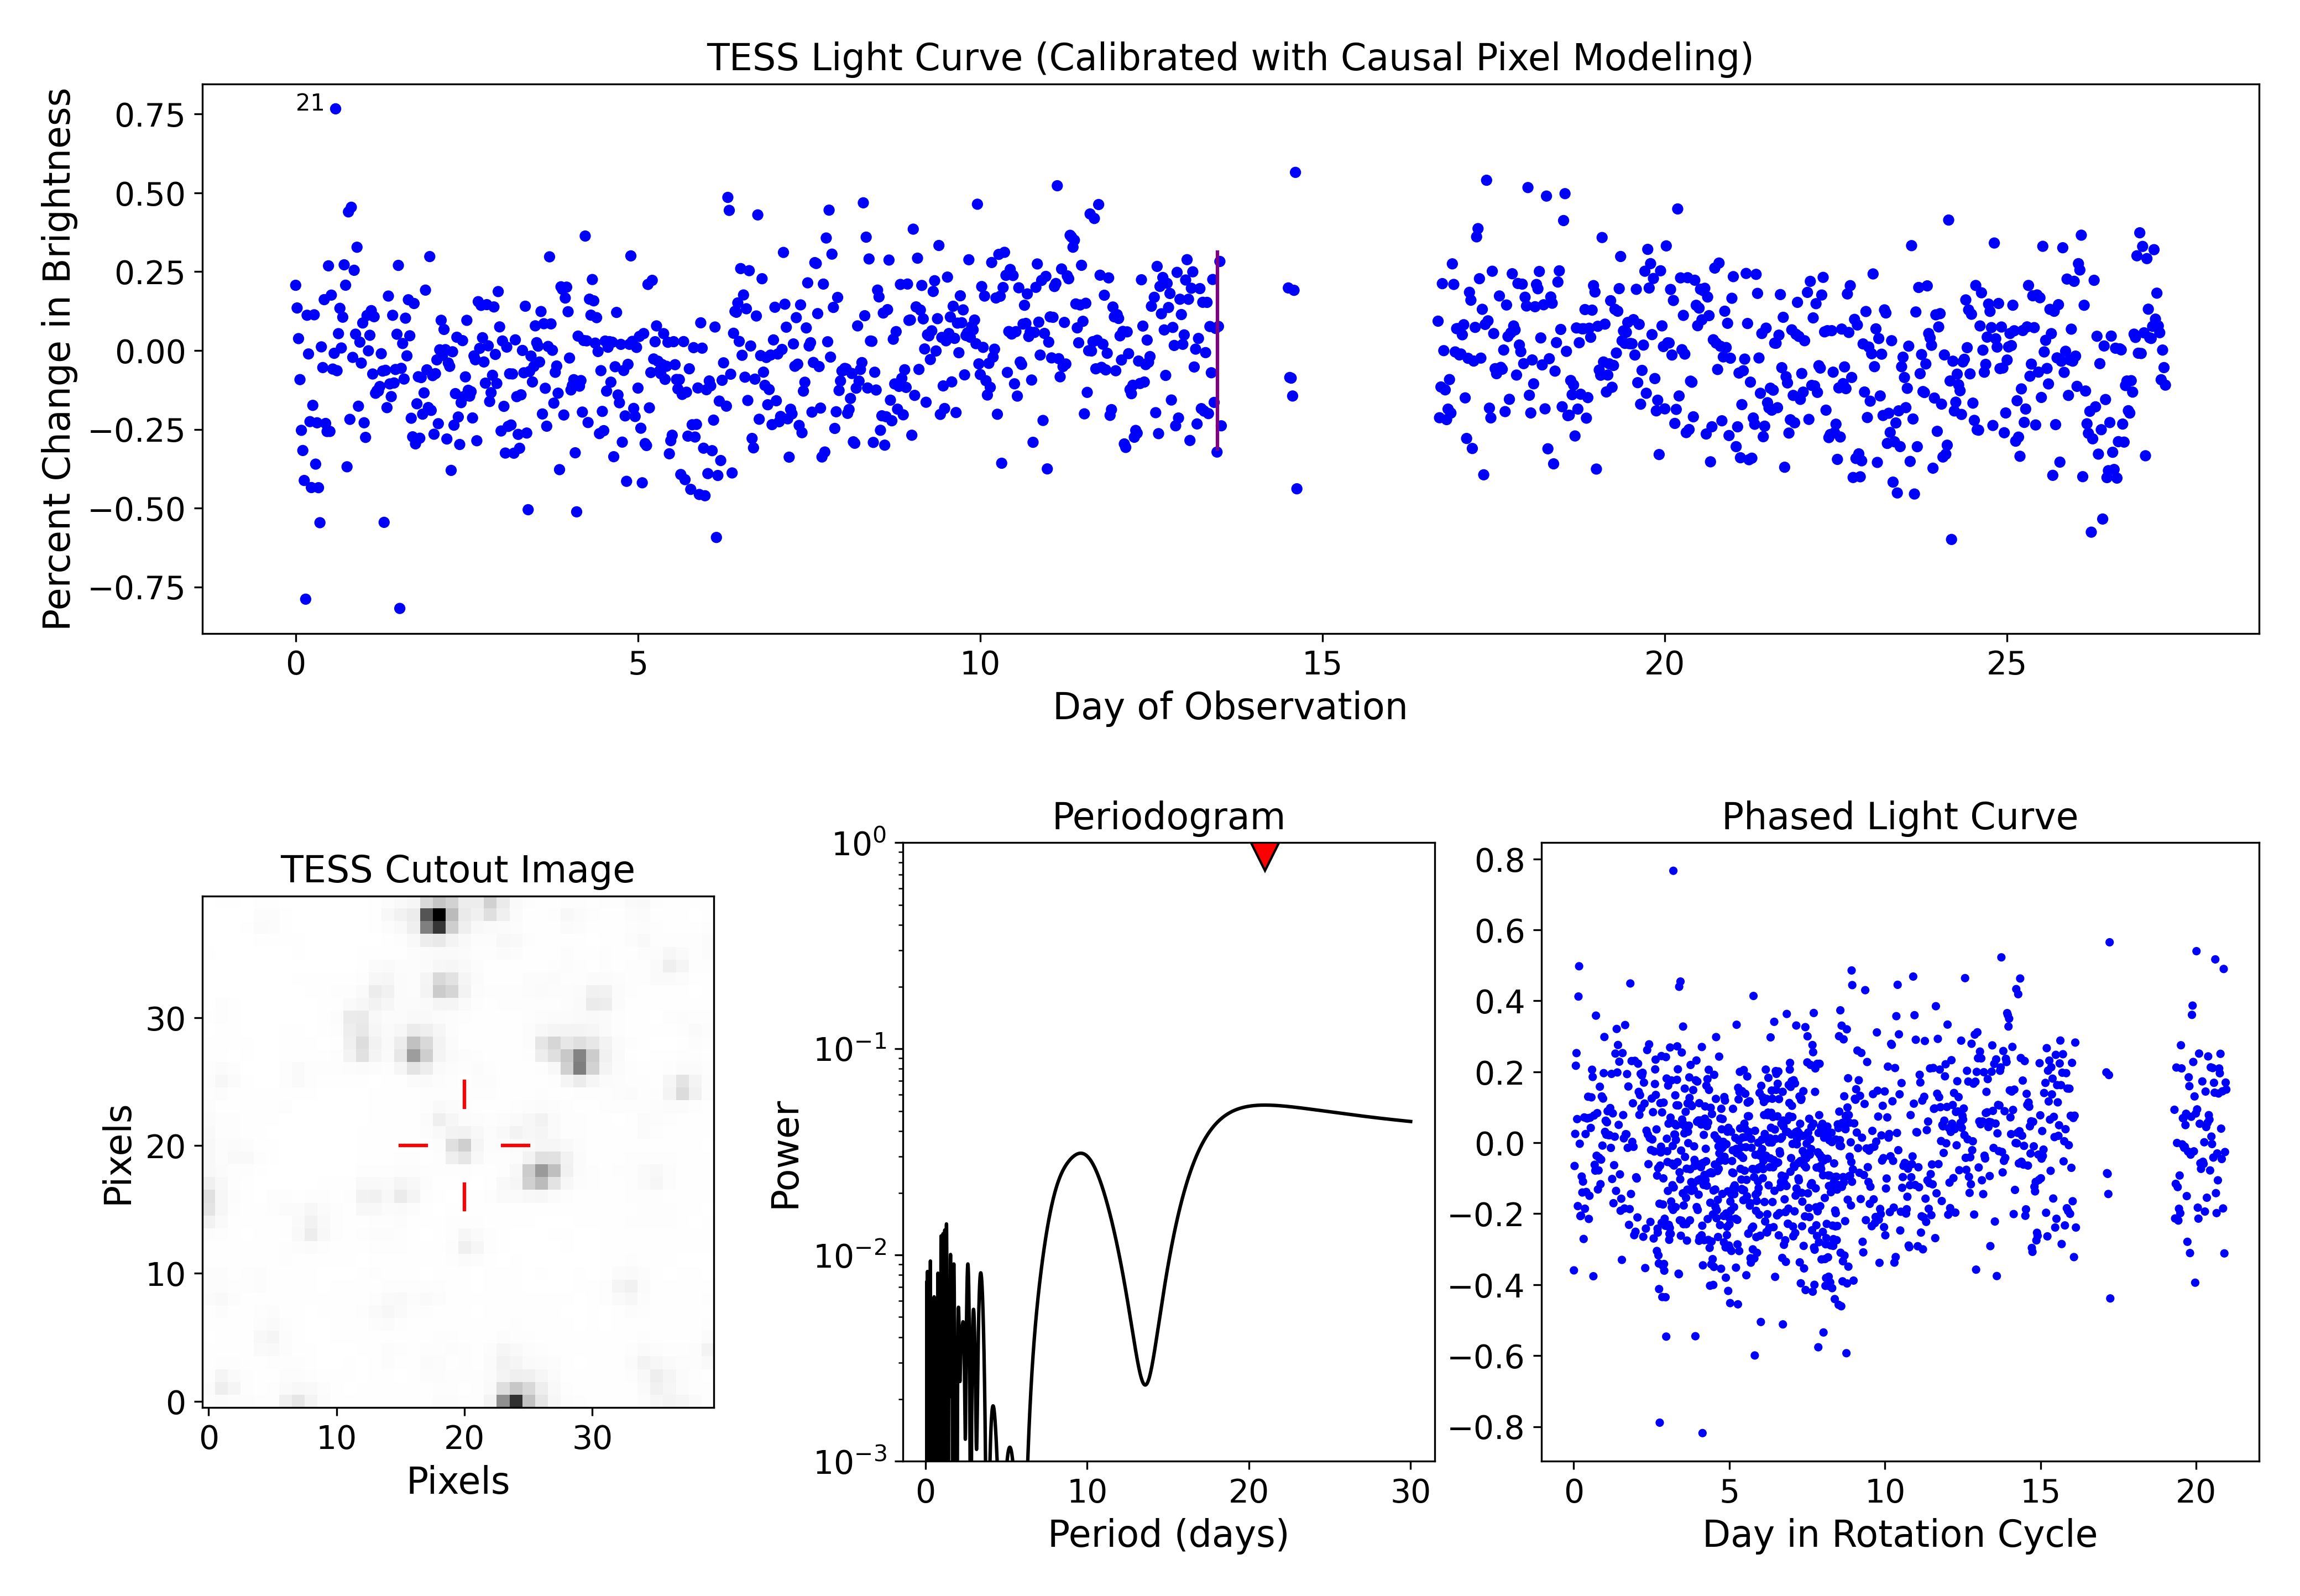 TESS Light Curve (Calibrated with Causal Pixel Modeling)
Percent Change in Brightness
0.75
0.50
0.25
0.00
−0.25
−0.50
−0.75
21
0 5 10 15 20 25
Day of Observation
TESS Cutout Image
Pixels
30
20
10
0
0 10 20 30
Pixels
Periodogram
Power
10⁰
10⁻¹
10⁻²
10⁻³
0 10 20 30
Period (days)
Phased Light Curve
0.8
0.6
0.4
0.2
0.0
−0.2
−0.4
−0.6
−0.8
0 5 10 15 20
Day in Rotation Cycle